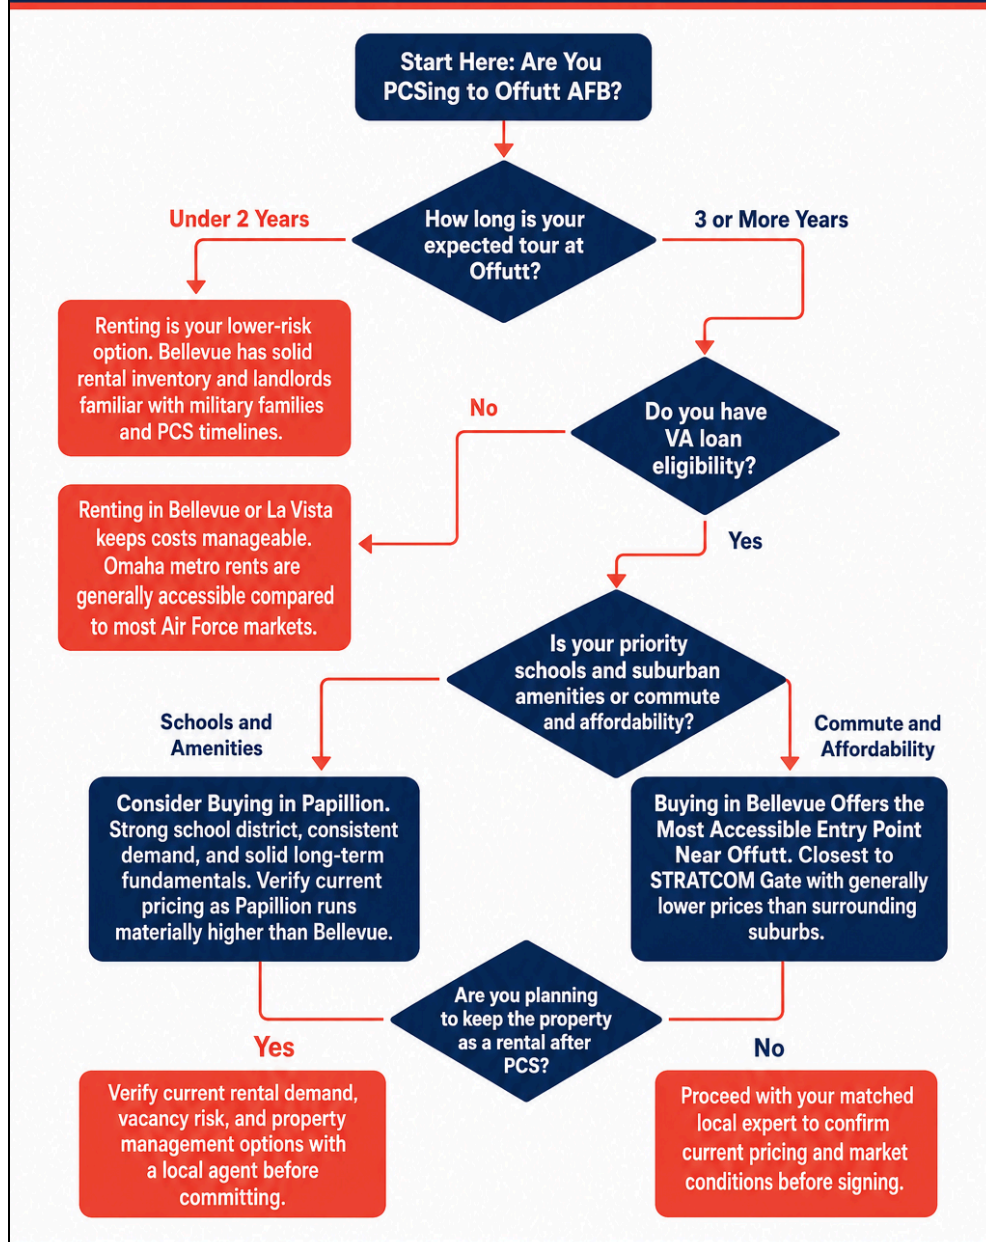 Start Here: Are You
PCSing to Offutt AFB?
How long is your
expected tour at
Offutt?
Under 2 Years
3 or More Years
Renting is your lower-risk
option. Bellevue has solid
rental inventory and landlords
familiar with military families
and PCS timelines.
Do you have
VA loan
eligibility?
No
Yes
Renting in Bellevue or La Vista
keeps costs manageable.
Omaha metro rents are
generally accessible compared
to most Air Force markets.
Is your priority
schools and suburban
amenities or commute
and affordability?
Schools and
Amenities
Commute and
Affordability
Consider Buying in Papillion.
Strong school district, consistent
demand, and solid long-term
fundamentals. Verify current
pricing as Papillion runs
materially higher than Bellevue.
Buying in Bellevue Offers the
Most Accessible Entry Point
Near Offutt. Closest to
STRATCOM Gate with generally
lower prices than surrounding
suburbs.
Are you planning
to keep the property
as a rental after
PCS?
Yes
No
Verify current rental demand,
vacancy risk, and property
management options with
a local agent before
committing.
Proceed with your matched
local expert to confirm
current pricing and market
conditions before signing.